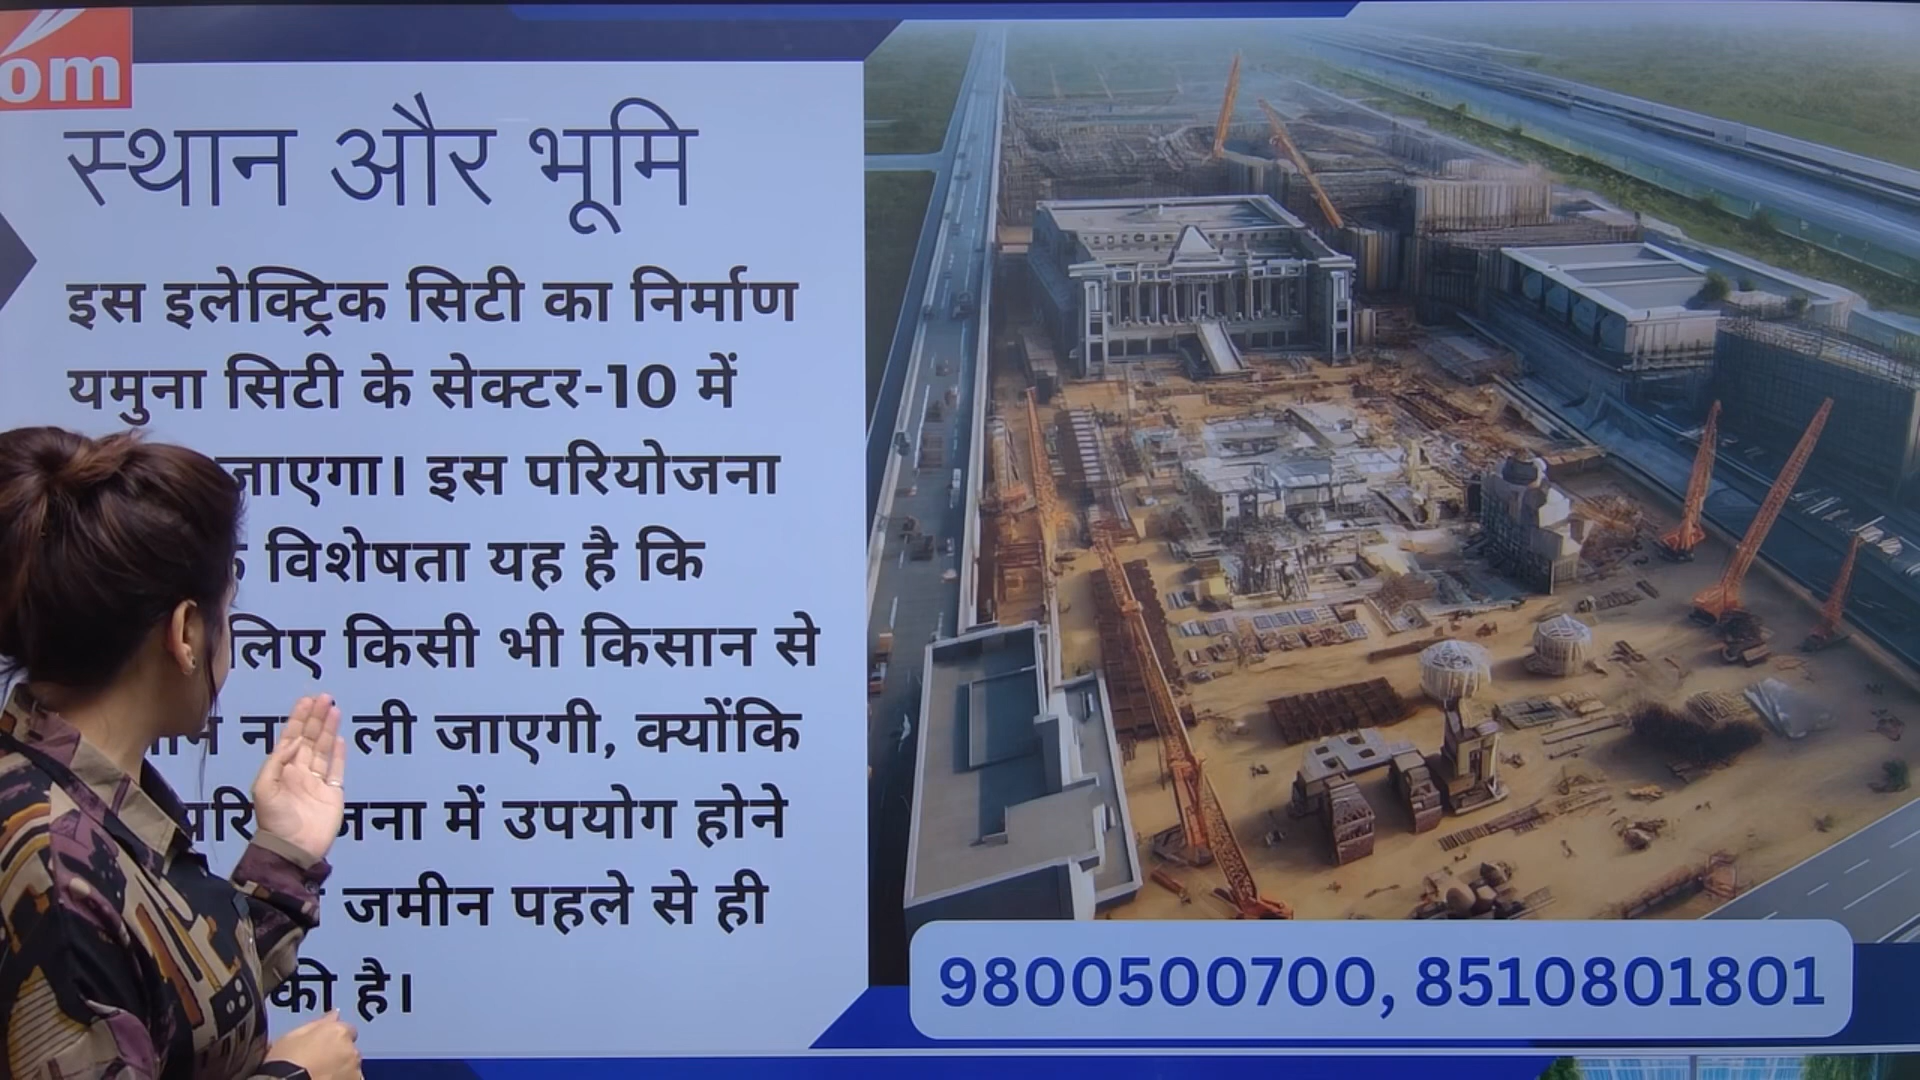 om
स्थान और भूमि
इस इलेक्ट्रिक सिटी का निर्माण
यमुना सिटी के सेक्टर-10 में
जाएगा। इस परियोजना
विशेषता यह है कि
लिए किसी भी किसान से
ली जाएगी, क्योंकि
में उपयोग होने
जमीन पहले से ही
की है।
9800500700, 8510801801